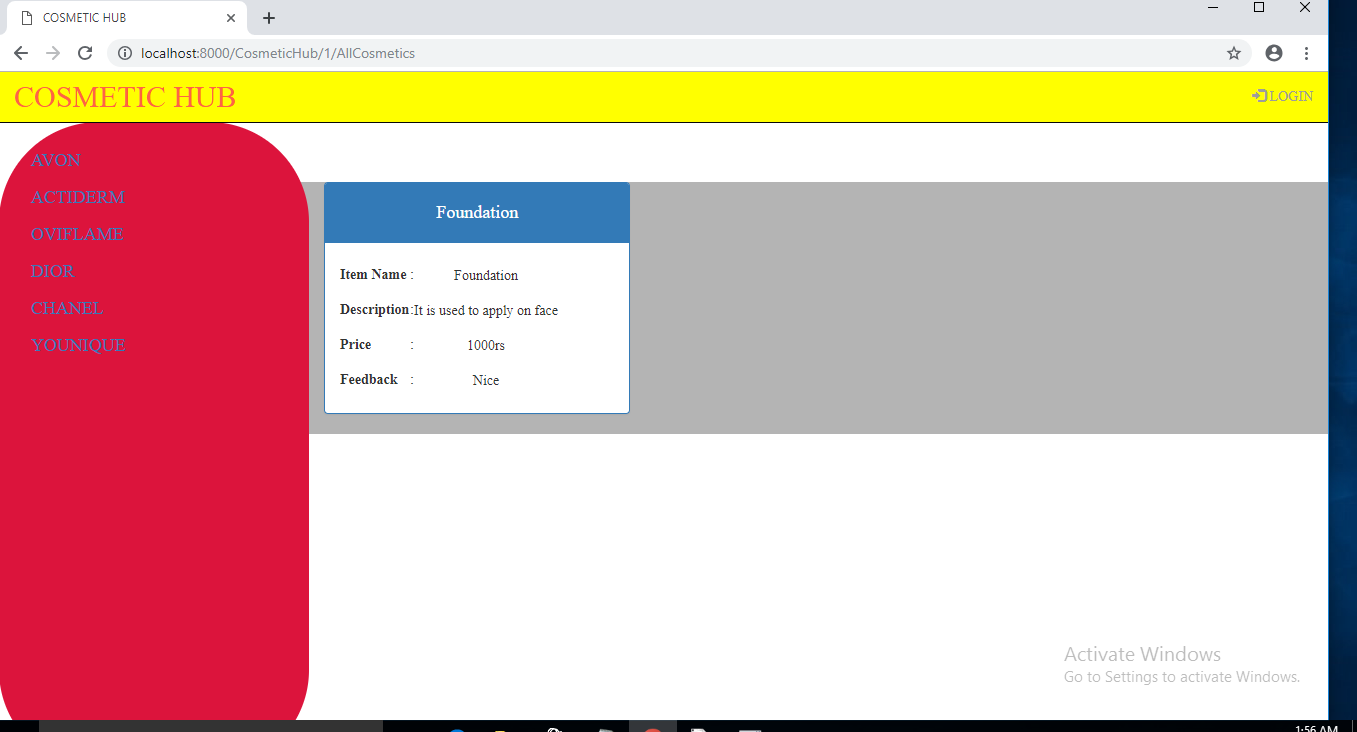 COSMETIC HUB
localhost:8000/CosmeticHub/1/AllCosmetics
COSMETIC HUB
LOGIN
AVON
ACTIDERM
OVIFLAME
DIOR
CHANEL
YOUNIQUE
Foundation
Item Name : Foundation
Description:It is used to apply on face
Price : 1000rs
Feedback : Nice
Activate Windows
Go to Settings to activate Windows.
1:56 AM